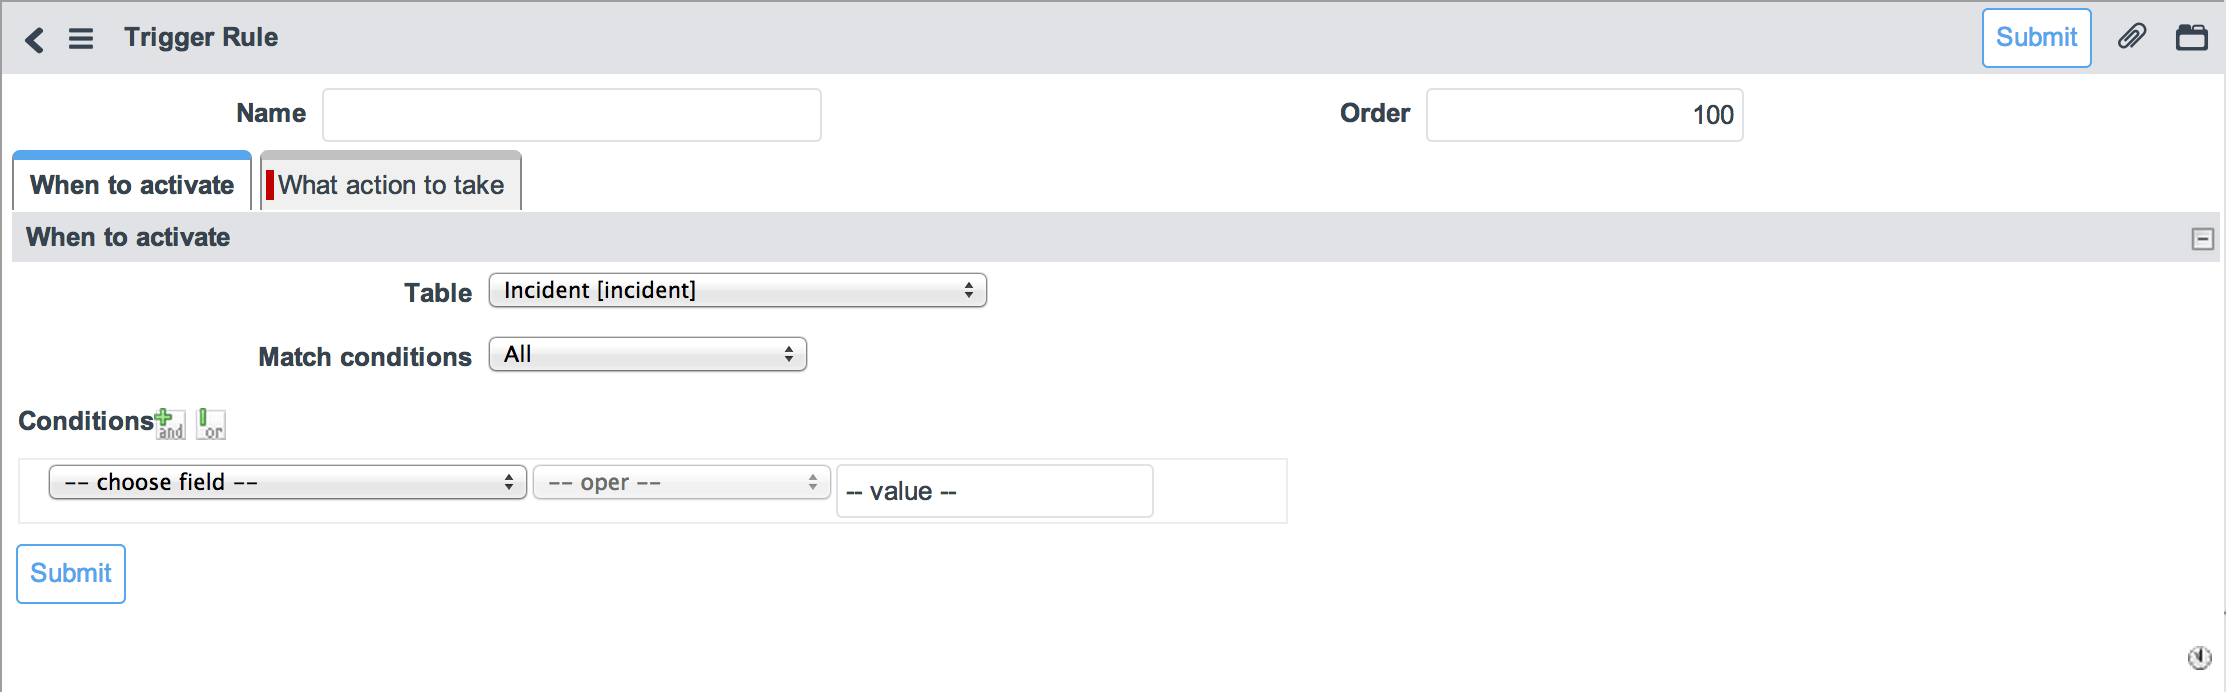 Trigger Rule
Submit
Name
Order 100
When to activate
What action to take
When to activate
Table Incident [incident]
Match conditions All
Conditions and or
-- choose field -- -- oper -- -- value --
Submit